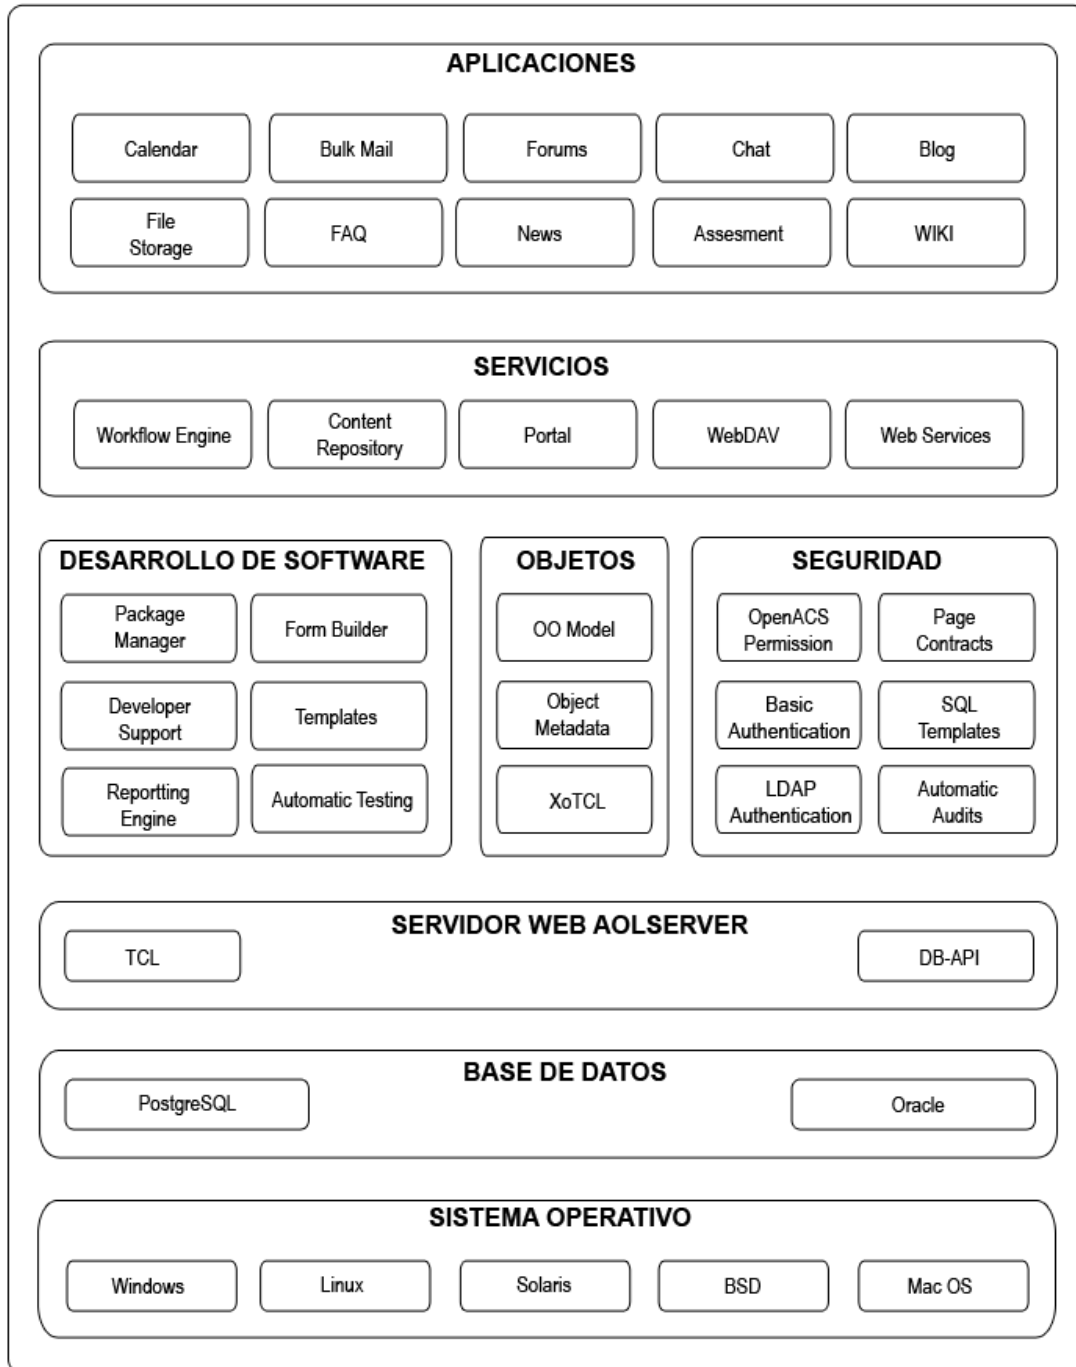 APLICACIONES
Calendar
Bulk Mail
Forums
Chat
Blog
File
Storage
FAQ
News
Assesment
WIKI
SERVICIOS
Workflow Engine
Content
Repository
Portal
WebDAV
Web Services
DESARROLLO DE SOFTWARE
Package
Manager
Form Builder
Developer
Support
Templates
Reportting
Engine
Automatic Testing
OBJETOS
OO Model
Object
Metadata
XoTCL
SEGURIDAD
OpenACS
Permission
Page
Contracts
Basic
Authentication
SQL
Templates
LDAP
Authentication
Automatic
Audits
SERVIDOR WEB AOLSERVER
TCL
DB-API
BASE DE DATOS
PostgreSQL
Oracle
SISTEMA OPERATIVO
Windows
Linux
Solaris
BSD
Mac OS